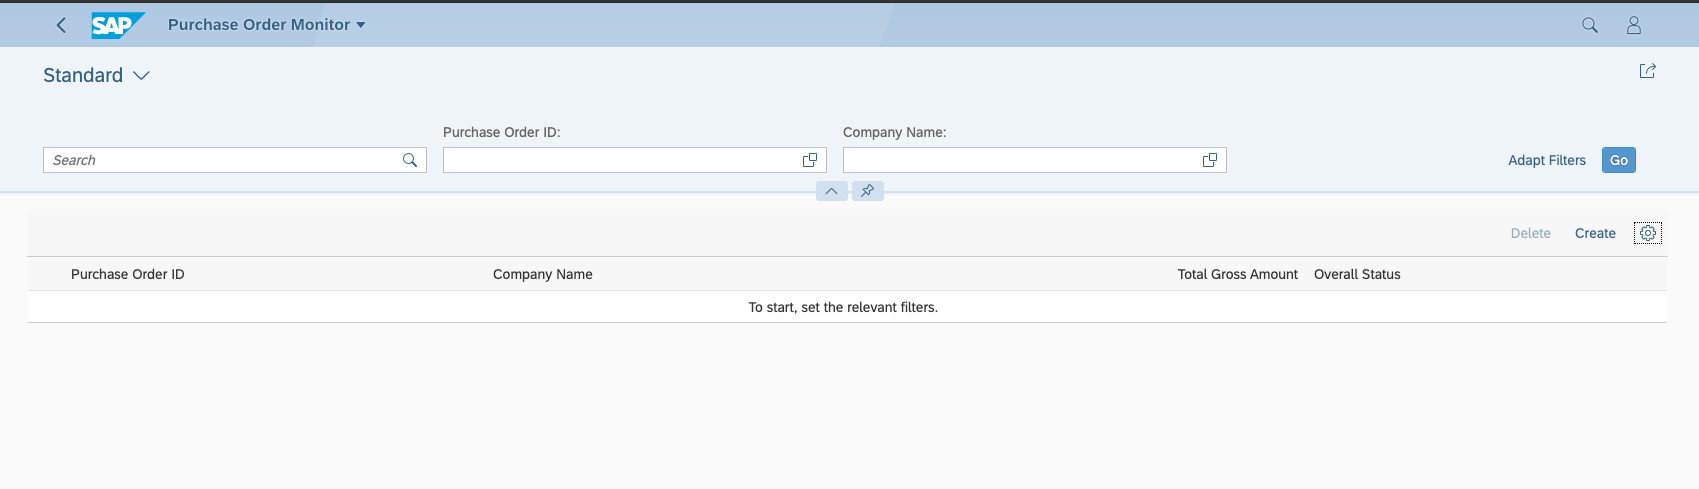 SAP Purchase Order Monitor
Standard
Purchase Order ID: Company Name:
Search Adapt Filters Go
Delete Create
Purchase Order ID Company Name Total Gross Amount Overall Status
To start, set the relevant filters.